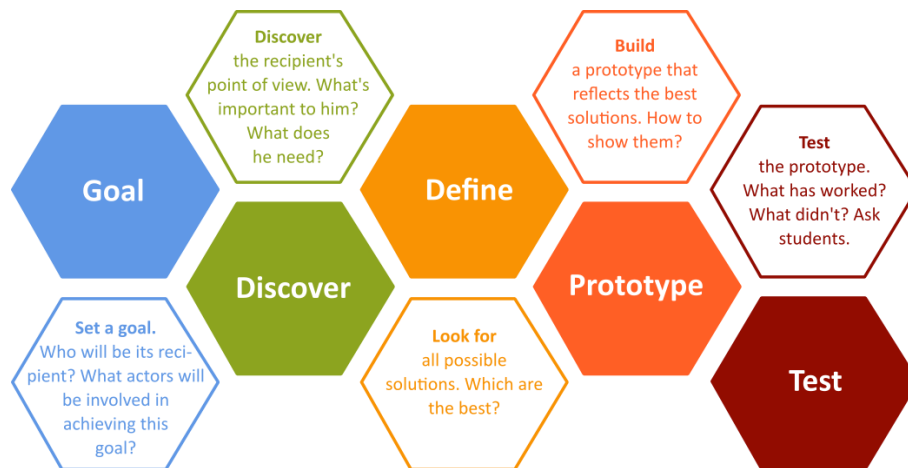 Goal
Set a goal.
Who will be its reci-
pient? What actors will
be involved in
achieving this
goal?
Discover
the recipient's
point of view. What's
important to him?
What does
he need?
Discover
Define
Look for
all possible
solutions. Which are
the best?
Build
a prototype that
reflects the best
solutions. How to
show them?
Prototype
Test
the prototype.
What has worked?
What didn't? Ask
students.
Test